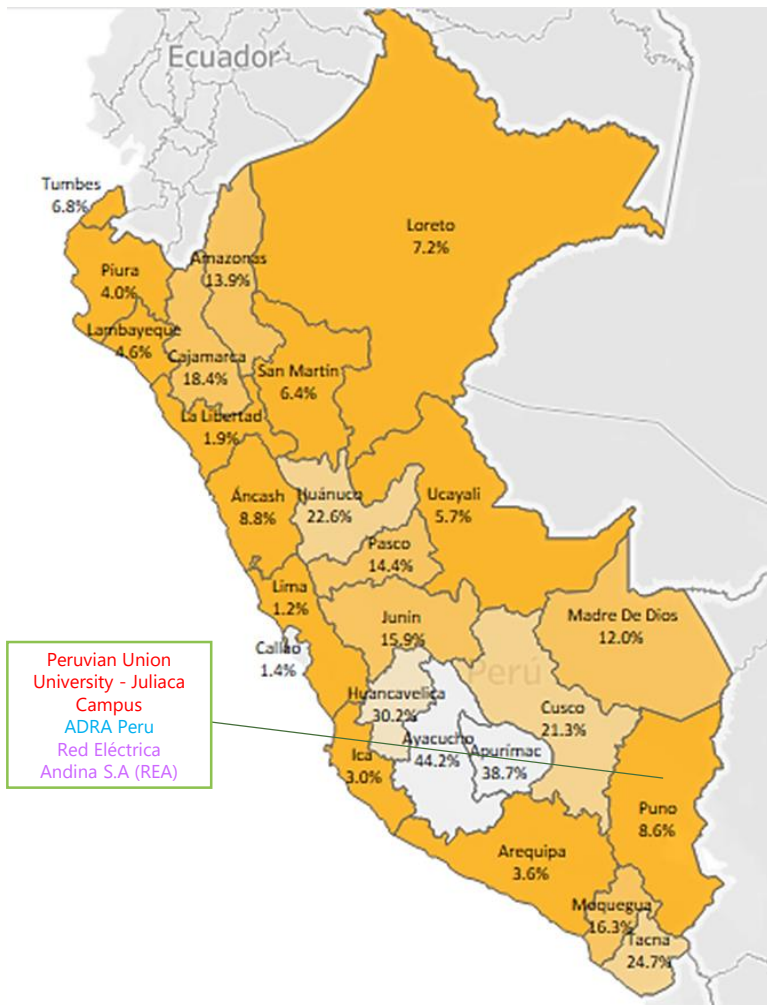 Ecuador
Tumbes
6.8%
Loreto
7.2%
Amazonas
13.9%
Piura
4.0%
Lambayeque
4.6%
Cajamarca
18.4%
San Martín
6.4%
La Libertad
1.9%
Áncash
8.8%
Huánuco
22.6%
Ucayali
5.7%
Pasco
14.4%
Lima
1.2%
Junín
15.9%
Madre De Dios
12.0%
Callao
1.4%
Perú
Peruvian Union
University - Juliaca
Campus
ADRA Peru
Red Eléctrica
Andina S.A (REA)
Huancavelica
30.2%
Cusco
21.3%
Ayacucho
44.2%
Apurímac
38.7%
Ica
3.0%
Puno
8.6%
Arequipa
3.6%
Moquegua
16.3%
Tacna
24.7%